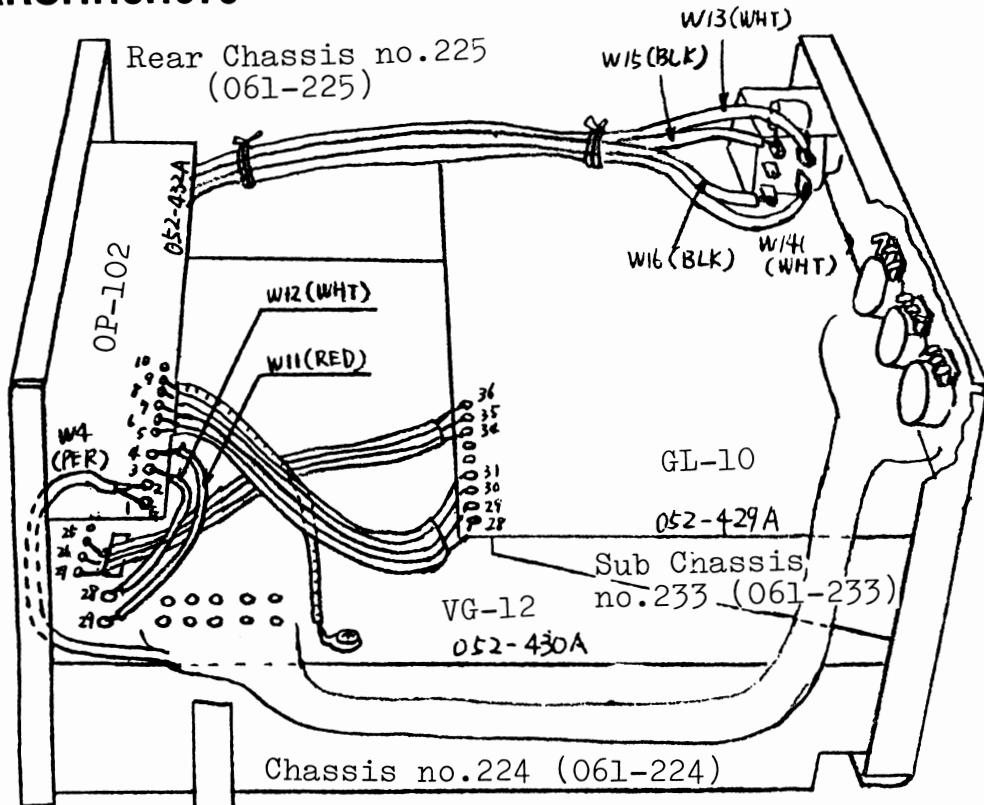 Rear Chassis no.225
(061-225)
W13(WHT)
W15(BLK)
W16(BLK)
W141
(WHT)
052-432A
OP-102
W12(WHT)
W11(RED)
W4
(PER)
10
9
8
7
6
5
4
3
2
1
36
35
34
31
30
29
28
GL-10
052-429A
25
26
27
28
29
Sub Chassis
no.233 (061-233)
VG-12
052-430A
Chassis no.224 (061-224)